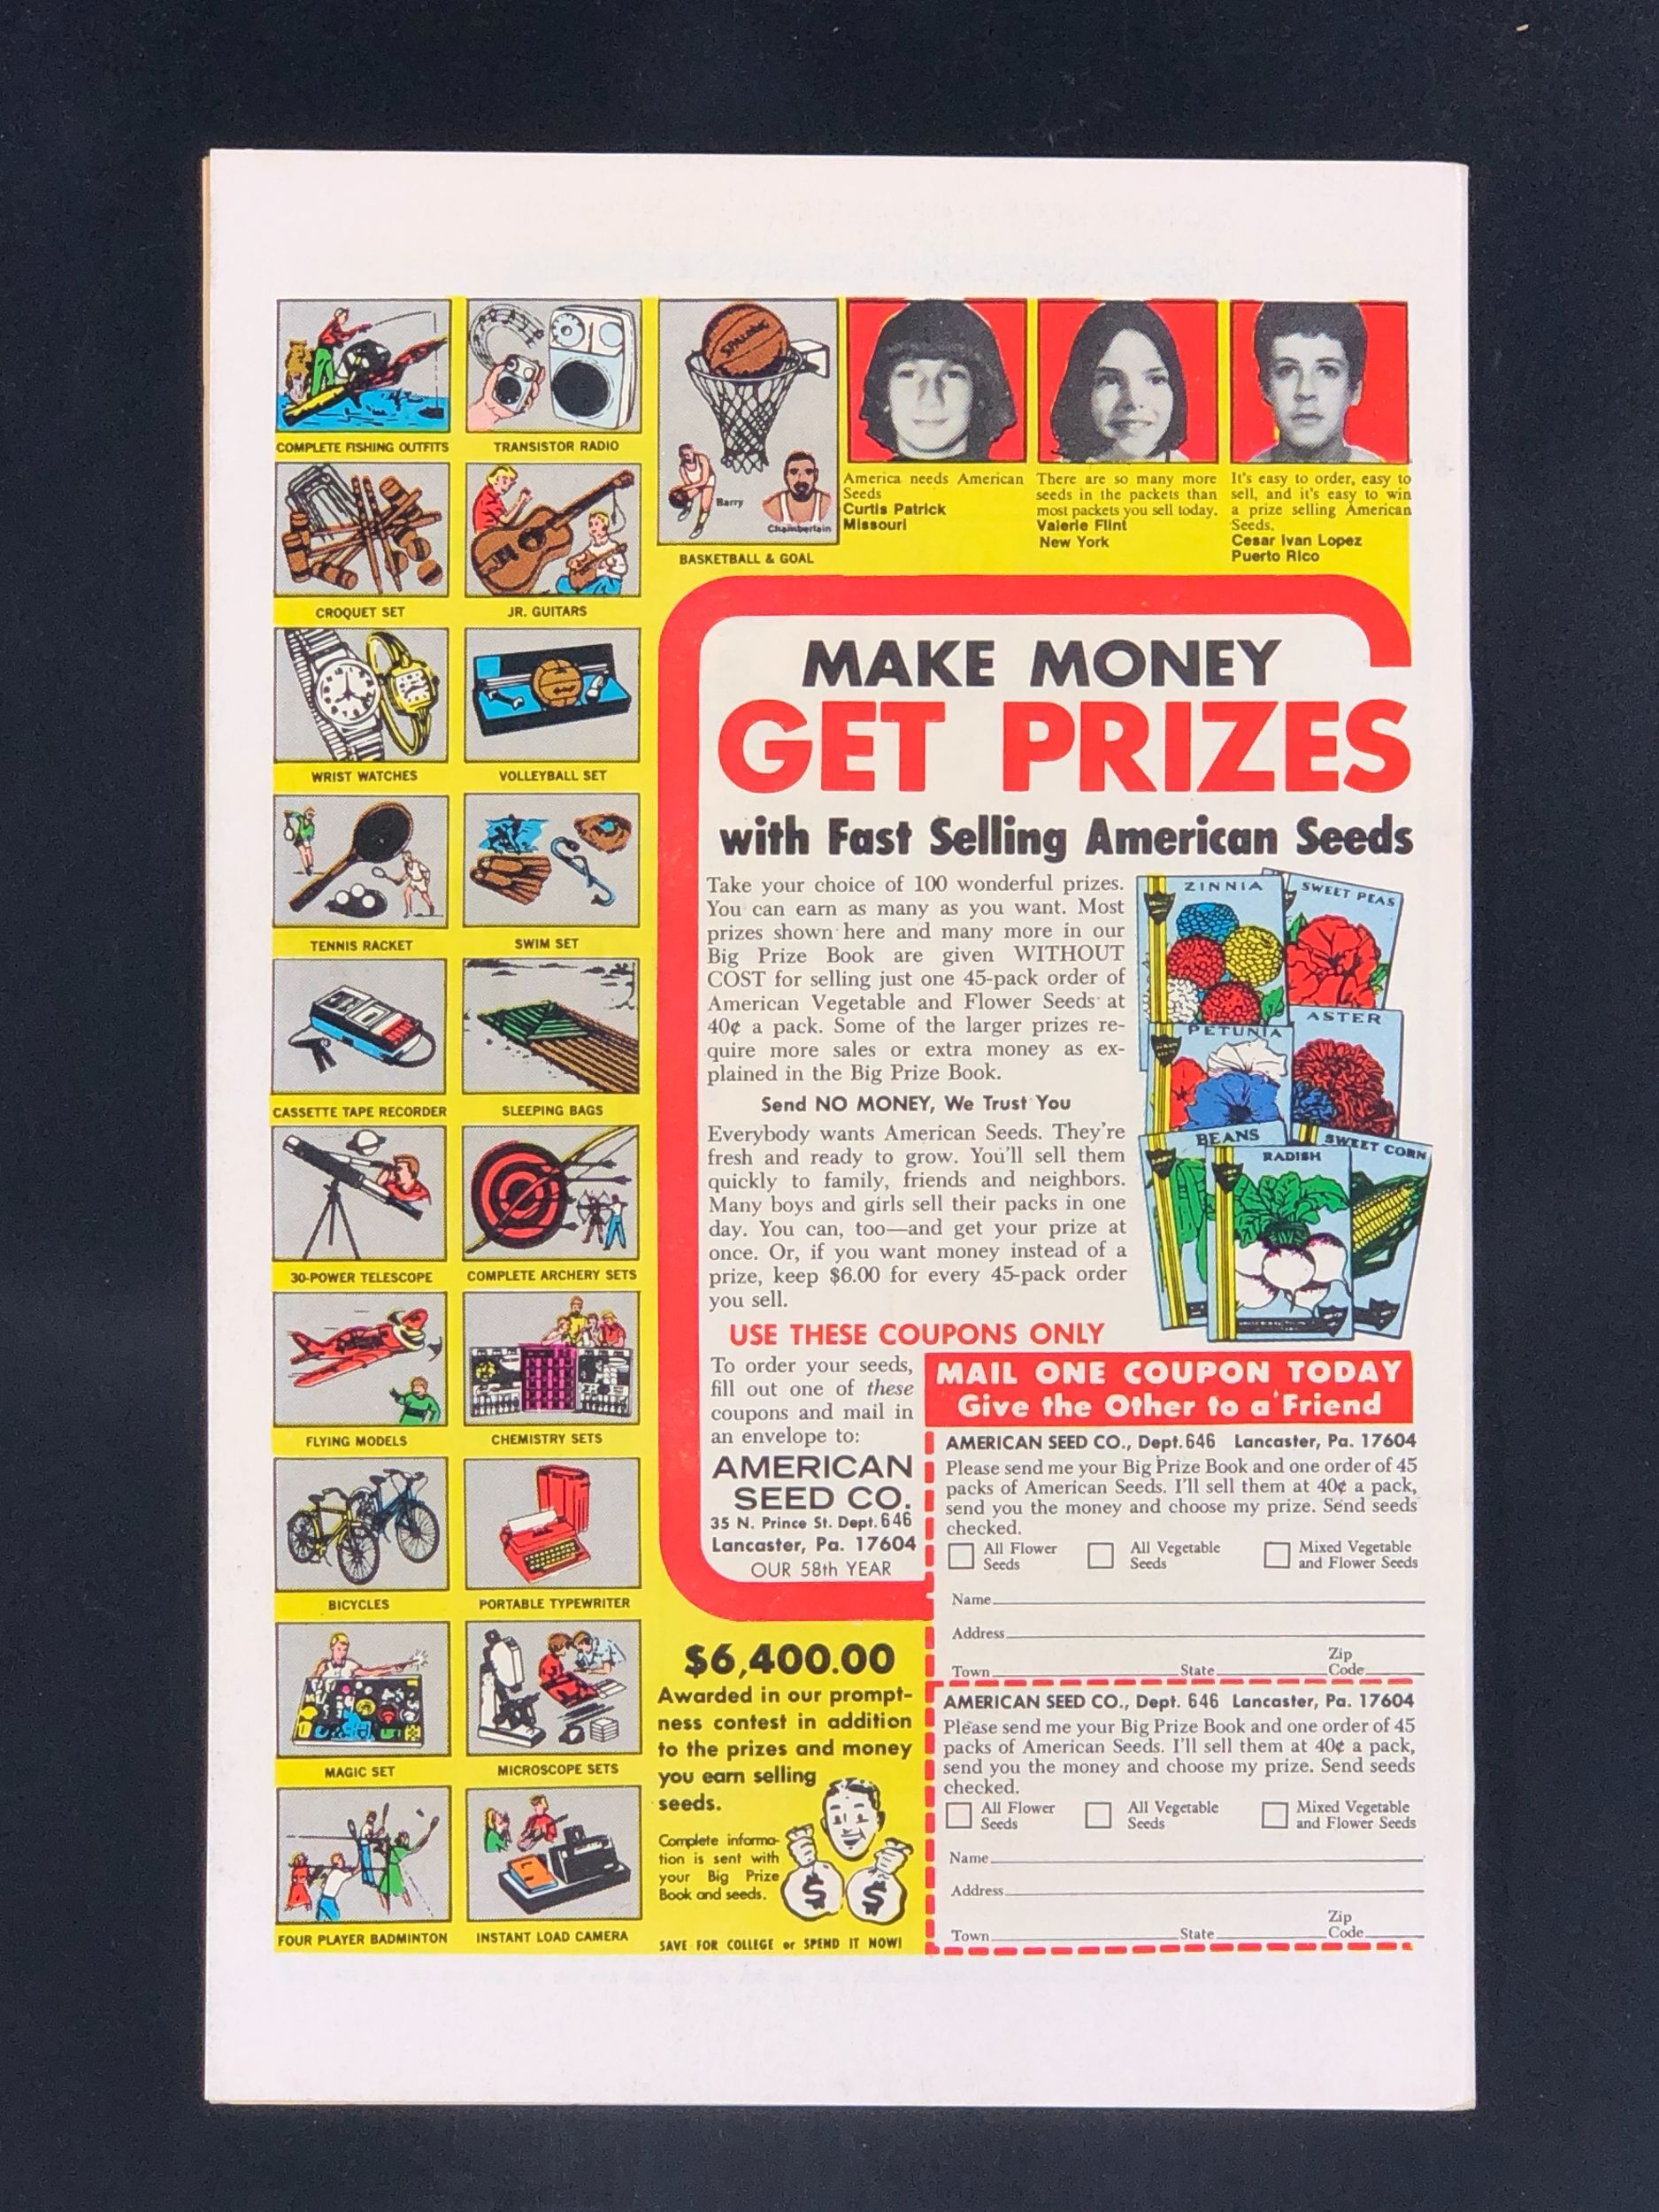 COMPLETE FISHING OUTFITS
TRANSISTOR RADIO
CROQUET SET
JR. GUITARS
WRIST WATCHES
VOLLEYBALL SET
TENNIS RACKET
SWIM SET
CASSETTE TAPE RECORDER
SLEEPING BAGS
30-POWER TELESCOPE
COMPLETE ARCHERY SETS
FLYING MODELS
CHEMISTRY SETS
BICYCLES
PORTABLE TYPEWRITER
MAGIC SET
MICROSCOPE SETS
FOUR PLAYER BADMINTON
INSTANT LOAD CAMERA
SPALDING
Barry
Chamberlain
BASKETBALL & GOAL
America needs American
Seeds
Curtis Patrick
Missouri
There are so many more
seeds in the packets than
most packets you sell today.
Valerie Flint
New York
It's easy to order, easy to
sell, and it's easy to win
a prize selling American
Seeds.
Cesar Ivan Lopez
Puerto Rico
MAKE MONEY
GET PRIZES
with Fast Selling American Seeds
Take your choice of 100 wonderful prizes.
You can earn as many as you want. Most
prizes shown here and many more in our
Big Prize Book are given WITHOUT
COST for selling just one 45-pack order of
American Vegetable and Flower Seeds at
40¢ a pack. Some of the larger prizes re-
quire more sales or extra money as ex-
plained in the Big Prize Book.
Send NO MONEY, We Trust You
Everybody wants American Seeds. They're
fresh and ready to grow. You'll sell them
quickly to family, friends and neighbors.
Many boys and girls sell their packs in one
day. You can, too—and get your prize at
once. Or, if you want money instead of a
prize, keep $6.00 for every 45-pack order
you sell.
ZINNIA
SWEET PEAS
PETUNIA
ASTER
BEANS
RADISH
SWEET CORN
USE THESE COUPONS ONLY
To order your seeds,
fill out one of these
coupons and mail in
an envelope to:
AMERICAN
SEED CO.
35 N. Prince St. Dept. 646
Lancaster, Pa. 17604
OUR 58th YEAR
$6,400.00
Awarded in our prompt-
ness contest in addition
to the prizes and money
you earn selling
seeds.
Complete informa-
tion is sent with
your Big Prize
Book and seeds.
$ $
SAVE FOR COLLEGE or SPEND IT NOW!
MAIL ONE COUPON TODAY
Give the Other to a Friend
AMERICAN SEED CO., Dept. 646 Lancaster, Pa. 17604
Please send me your Big Prize Book and one order of 45
packs of American Seeds. I'll sell them at 40¢ a pack,
send you the money and choose my prize. Send seeds
checked.
All Flower Seeds
All Vegetable Seeds
Mixed Vegetable and Flower Seeds
Name
Address
Town State Zip Code
AMERICAN SEED CO., Dept. 646 Lancaster, Pa. 17604
Please send me your Big Prize Book and one order of 45
packs of American Seeds. I'll sell them at 40¢ a pack,
send you the money and choose my prize. Send seeds
checked.
All Flower Seeds
All Vegetable Seeds
Mixed Vegetable and Flower Seeds
Name
Address
Town State Zip Code